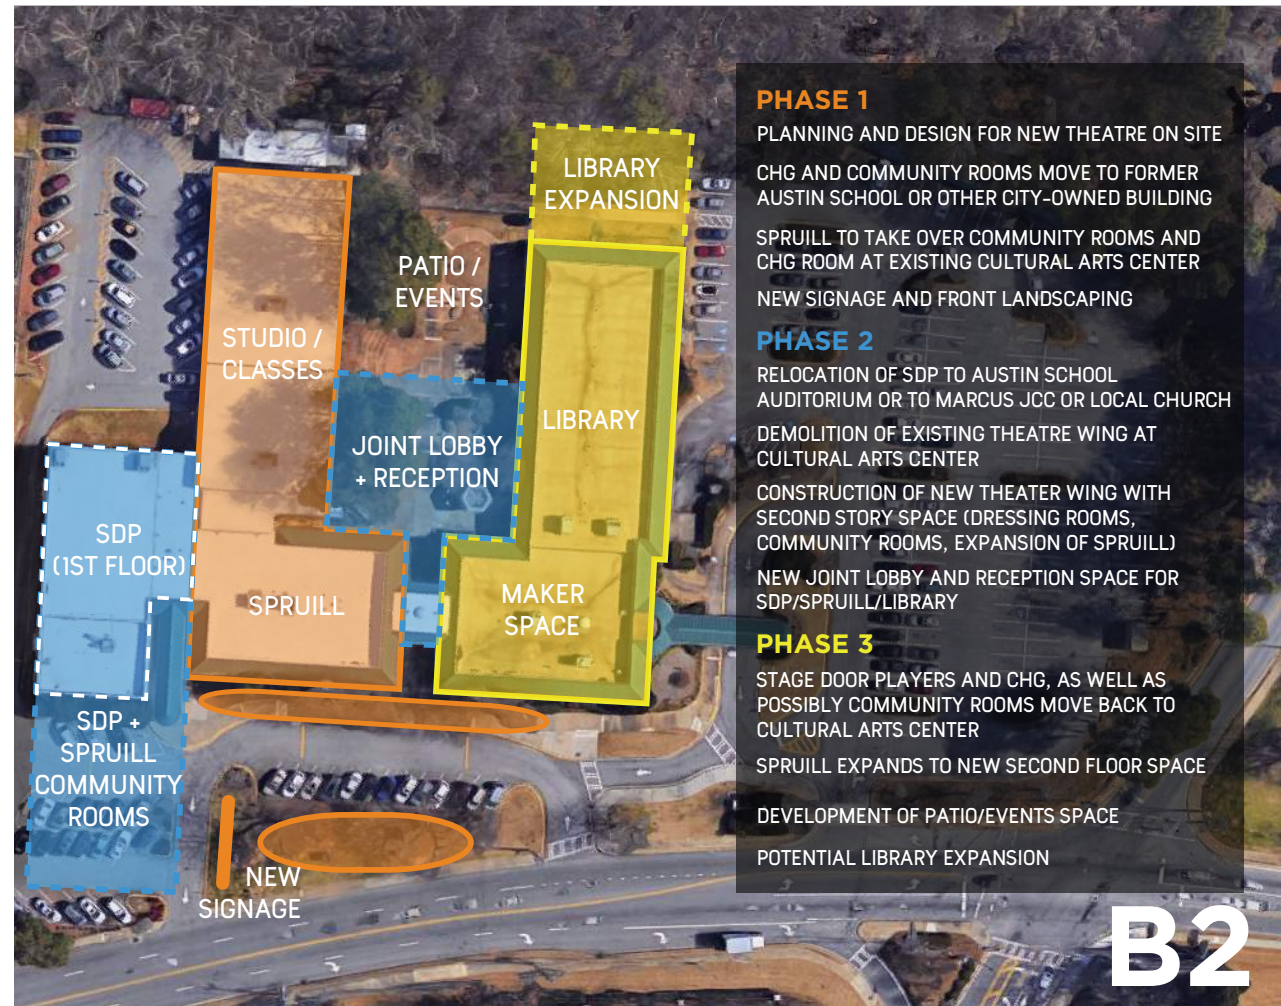 LIBRARY
EXPANSION
PATIO /
EVENTS
STUDIO /
CLASSES
LIBRARY
JOINT LOBBY
+ RECEPTION
SDP
(1ST FLOOR)
SPRUILL
MAKER
SPACE
SDP +
SPRUILL
COMMUNITY
ROOMS
NEW
SIGNAGE
PHASE 1
PLANNING AND DESIGN FOR NEW THEATRE ON SITE
CHG AND COMMUNITY ROOMS MOVE TO FORMER
AUSTIN SCHOOL OR OTHER CITY-OWNED BUILDING
SPRUILL TO TAKE OVER COMMUNITY ROOMS AND
CHG ROOM AT EXISTING CULTURAL ARTS CENTER
NEW SIGNAGE AND FRONT LANDSCAPING
PHASE 2
RELOCATION OF SDP TO AUSTIN SCHOOL
AUDITORIUM OR TO MARCUS JCC OR LOCAL CHURCH
DEMOLITION OF EXISTING THEATRE WING AT
CULTURAL ARTS CENTER
CONSTRUCTION OF NEW THEATER WING WITH
SECOND STORY SPACE (DRESSING ROOMS,
COMMUNITY ROOMS, EXPANSION OF SPRUILL)
NEW JOINT LOBBY AND RECEPTION SPACE FOR
SDP/SPRUILL/LIBRARY
PHASE 3
STAGE DOOR PLAYERS AND CHG, AS WELL AS
POSSIBLY COMMUNITY ROOMS MOVE BACK TO
CULTURAL ARTS CENTER
SPRUILL EXPANDS TO NEW SECOND FLOOR SPACE
DEVELOPMENT OF PATIO/EVENTS SPACE
POTENTIAL LIBRARY EXPANSION
B2